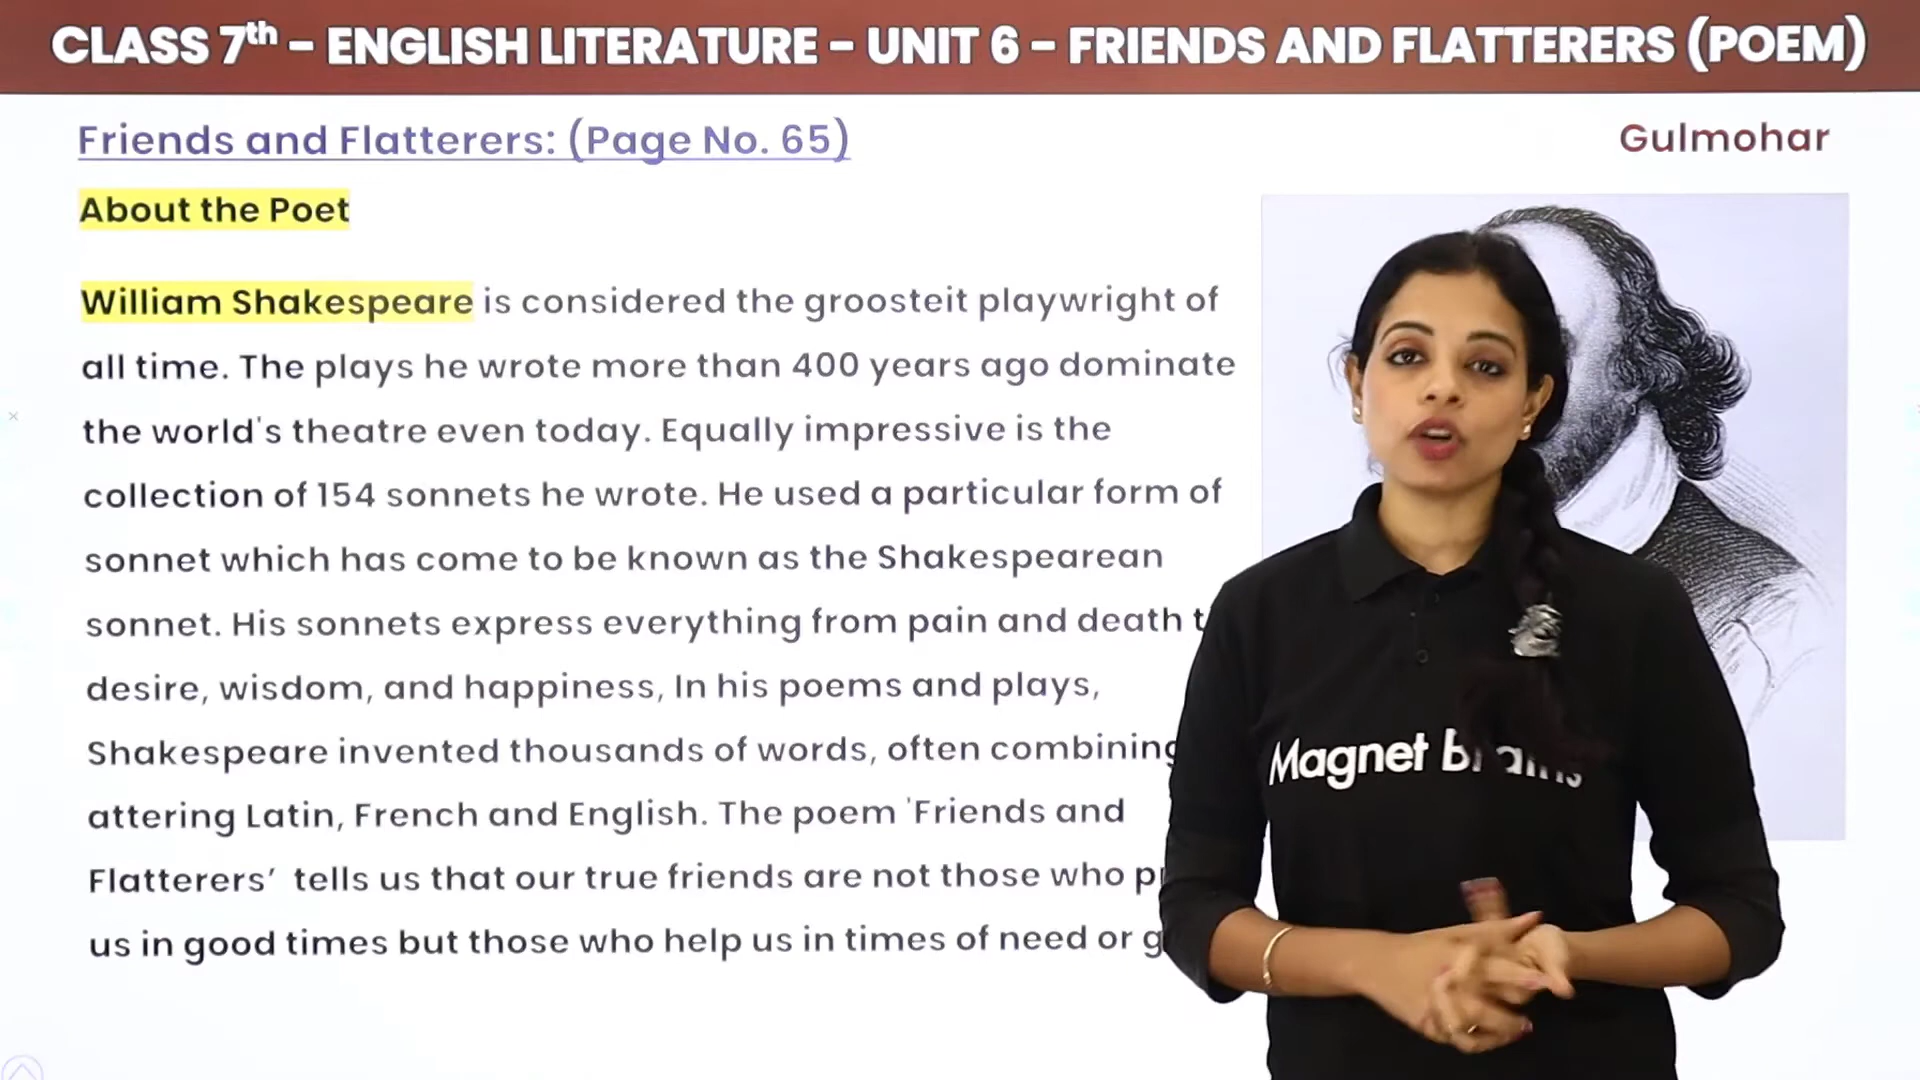 CLASS 7th – ENGLISH LITERATURE – UNIT 6 – FRIENDS AND FLATTERERS (POEM)
Friends and Flatterers: (Page No. 65)
Gulmohar
About the Poet
William Shakespeare is considered the groosteit playwright of
all time. The plays he wrote more than 400 years ago dominate
the world's theatre even today. Equally impressive is the
collection of 154 sonnets he wrote. He used a particular form of
sonnet which has come to be known as the Shakespearean
sonnet. His sonnets express everything from pain and death
desire, wisdom, and happiness, In his poems and plays,
Shakespeare invented thousands of words, often combining
attering Latin, French and English. The poem 'Friends and
Flatterers’ tells us that our true friends are not those who
us in good times but those who help us in times of need or
Magnet